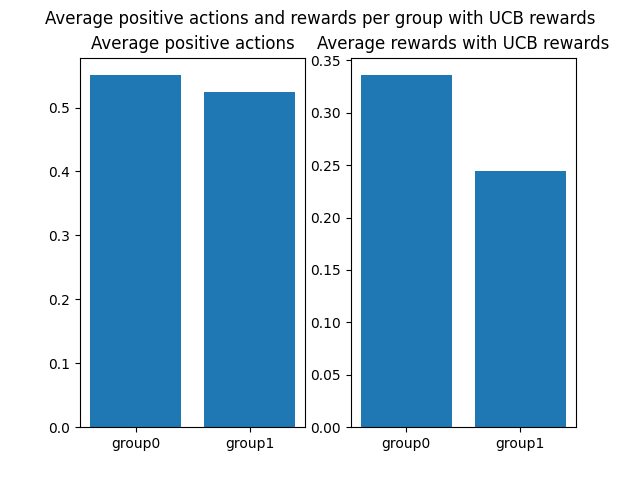 Average positive actions and rewards per group with UCB rewards
Average positive actions
0.5
0.4
0.3
0.2
0.1
0.0
group0 group1
Average rewards with UCB rewards
0.35
0.30
0.25
0.20
0.15
0.10
0.05
0.00
group0 group1